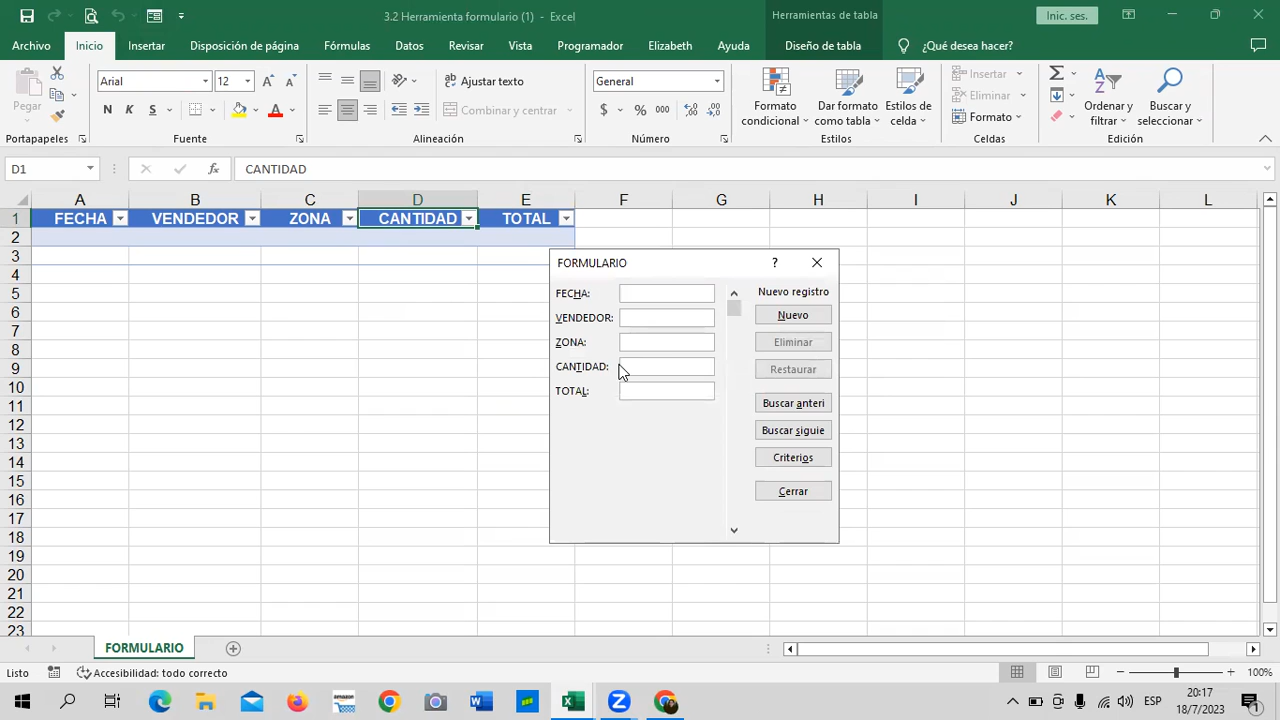 3.2 Herramienta formulario (1) - Excel
Herramientas de tabla
Inic. ses.
Archivo Inicio Insertar Disposición de página Fórmulas Datos Revisar Vista Programador Elizabeth Ayuda Diseño de tabla ¿Qué desea hacer?
Pegar
Arial 12
N K S
Ajustar texto
Combinar y centrar
General
$ % 000
Formato condicional
Dar formato como tabla
Estilos de celda
Insertar
Eliminar
Formato
Ordenar y filtrar
Buscar y seleccionar
Portapapeles Fuente Alineación Número Estilos Celdas Edición
D1 fx CANTIDAD
A B C D E F G H I J K L
1 FECHA VENDEDOR ZONA CANTIDAD TOTAL
2
3
4
5
6
7
8
9
10
11
12
13
14
15
16
17
18
19
20
21
22
23
FORMULARIO ?
FECHA:
VENDEDOR:
ZONA:
CANTIDAD:
TOTAL:
Nuevo registro
Nuevo
Eliminar
Restaurar
Buscar anteri
Buscar siguie
Criterios
Cerrar
FORMULARIO
Listo Accesibilidad: todo correcto 100%
amazon
ESP
20:17
18/7/2023